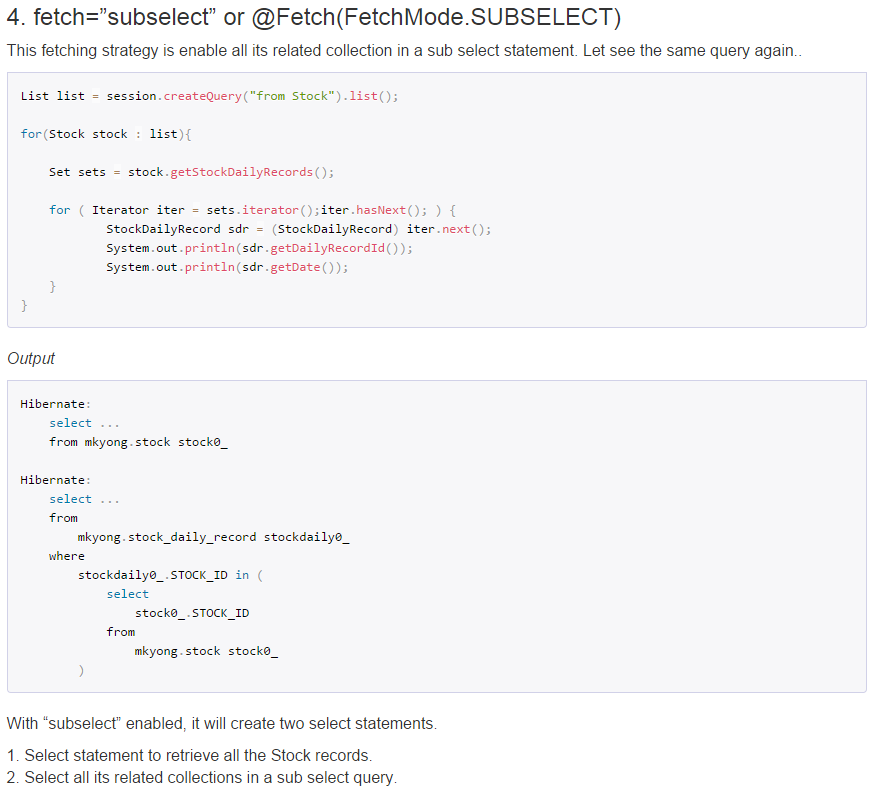 4. fetch=”subselect” or @Fetch(FetchMode.SUBSELECT)
This fetching strategy is enable all its related collection in a sub select statement. Let see the same query again..
List list = session.createQuery("from Stock").list();
for(Stock stock : list){
Set sets = stock.getStockDailyRecords();
for ( Iterator iter = sets.iterator();iter.hasNext(); ) {
StockDailyRecord sdr = (StockDailyRecord) iter.next();
System.out.println(sdr.getDailyRecordId());
System.out.println(sdr.getDate());
}
}
Output
Hibernate:
select ...
from mkyong.stock stock0_
Hibernate:
select ...
from
mkyong.stock_daily_record stockdaily0_
where
stockdaily0_.STOCK_ID in (
select
stock0_.STOCK_ID
from
mkyong.stock stock0_
)
With “subselect” enabled, it will create two select statements.
1. Select statement to retrieve all the Stock records.
2. Select all its related collections in a sub select query.